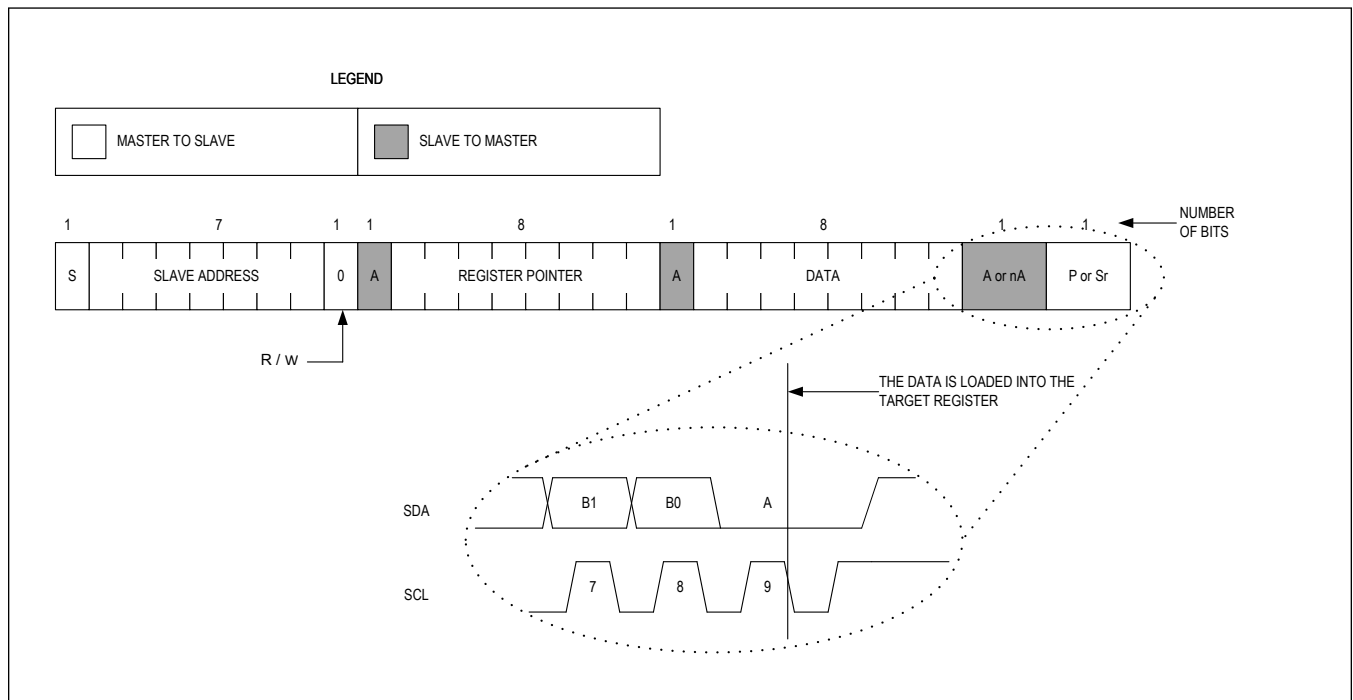 LEGEND
MASTER TO SLAVE
SLAVE TO MASTER
1 7 1 1 8 1 8 1 1
NUMBER
OF BITS
S SLAVE ADDRESS 0 A REGISTER POINTER A DATA A or nA P or Sr
R / W
THE DATA IS LOADED INTO THE
TARGET REGISTER
SDA B1 B0 A
SCL 7 8 9